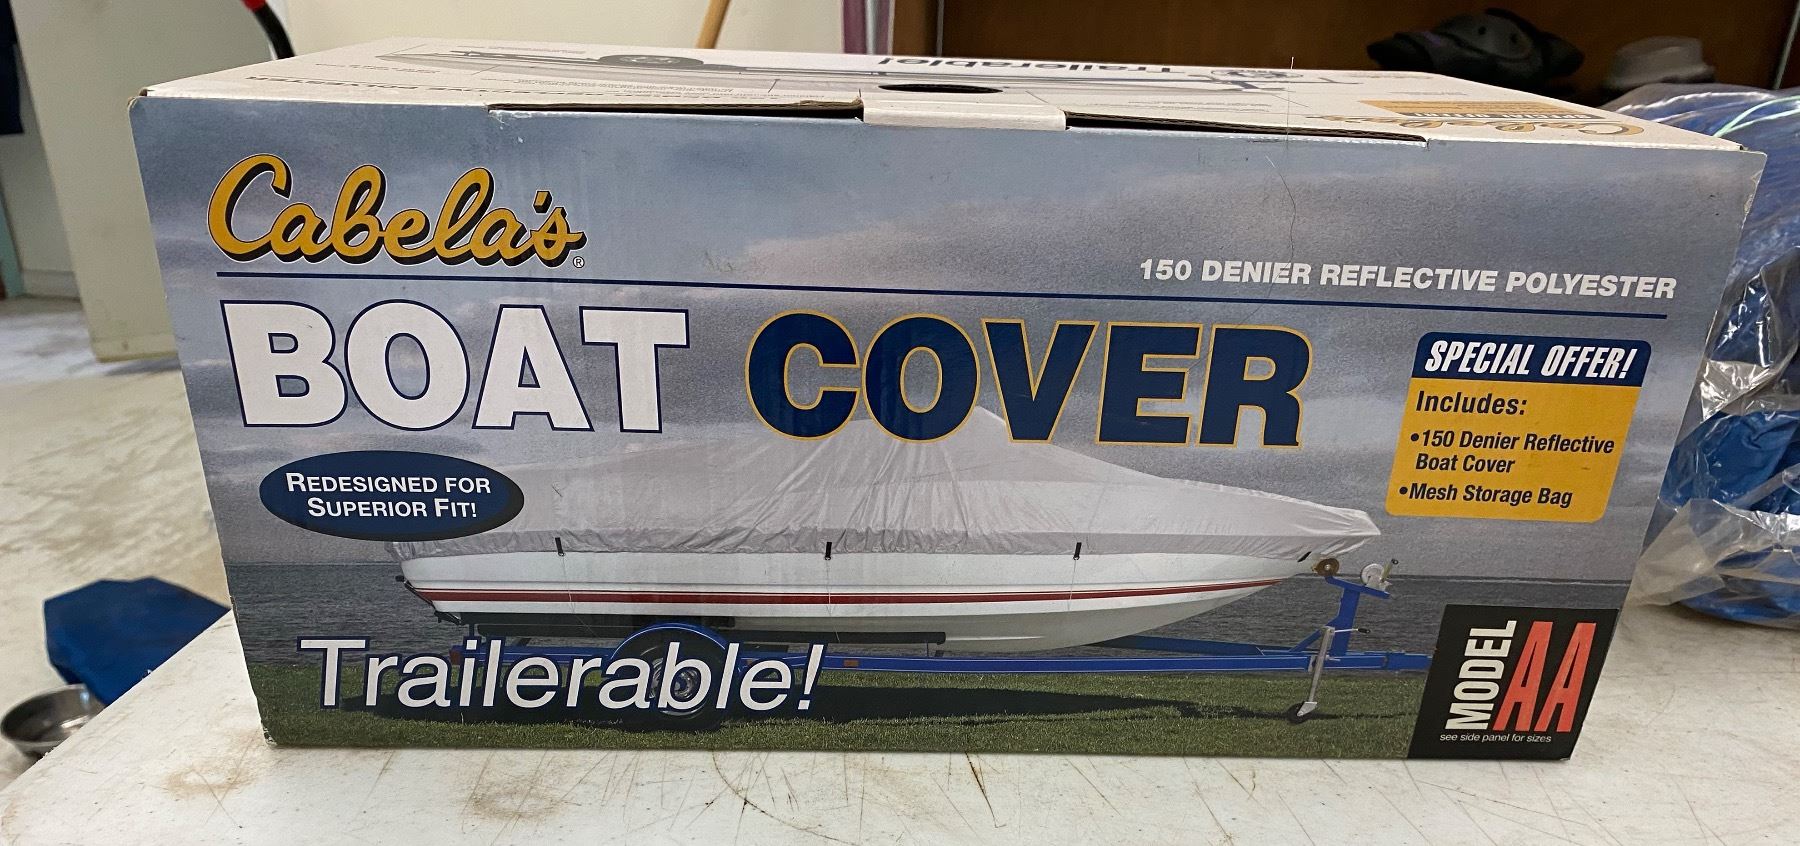 Trailerable!
Cabela's®
150 DENIER REFLECTIVE POLYESTER
BOAT COVER
SPECIAL OFFER!
Includes:
•150 Denier Reflective
Boat Cover
•Mesh Storage Bag
REDESIGNED FOR
SUPERIOR FIT!
Trailerable!
MODEL AA
see side panel for sizes